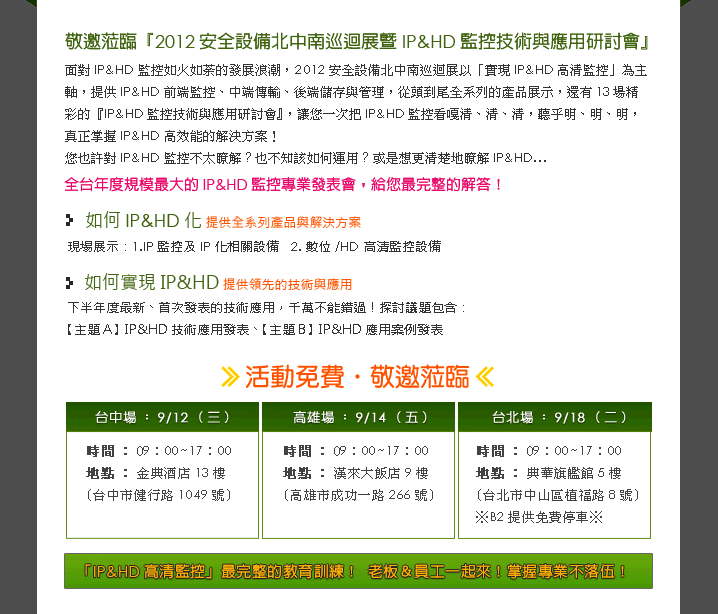 敬邀蒞臨『2012 安全設備北中南巡迴展暨 IP&HD 監控技術與應用研討會』
面對 IP&HD 監控如火如荼的發展浪潮，2012 安全設備北中南巡迴展以「實現 IP&HD 高清監控」為主
軸，提供 IP&HD 前端監控、中端傳輸、後端儲存與管理，從頭到尾全系列的產品展示，還有 13 場精
彩的『IP&HD 監控技術與應用研討會』，讓您一次把 IP&HD 監控看嘎清、清、清，聽乎明、明、明，
真正掌握 IP&HD 高效能的解決方案！
您也許對 IP&HD 監控不太瞭解？也不知該如何運用？或是想更清楚地瞭解 IP&HD...
全台年度規模最大的 IP&HD 監控專業發表會，給您最完整的解答！
如何 IP&HD 化 提供全系列產品與解決方案
現場展示：1.IP 監控及 IP 化相關設備 2. 數位 /HD 高清監控設備
如何實現 IP&HD 提供領先的技術與應用
下半年度最新、首次發表的技術應用，千萬不能錯過！探討議題包含：
【主題 A】IP&HD 技術應用發表、【主題 B】IP&HD 應用案例發表
活動免費．敬邀蒞臨
台中場 ： 9/12 （ 三 ）
時間 ： 09：00~17：00
地點 ： 金典酒店 13 樓
〔台中市健行路 1049 號〕
高雄場 ： 9/14 （ 五 ）
時間 ： 09：00~17：00
地點 ： 漢來大飯店 9 樓
〔高雄市成功一路 266 號〕
台北場 ： 9/18 （ 二 ）
時間 ： 09：00~17：00
地點 ： 典華旗艦館 5 樓
〔台北市中山區植福路 8 號〕
※B2 提供免費停車※
「IP&HD 高清監控」最完整的教育訓練！ 老板＆員工一起來！掌握專業不落伍！